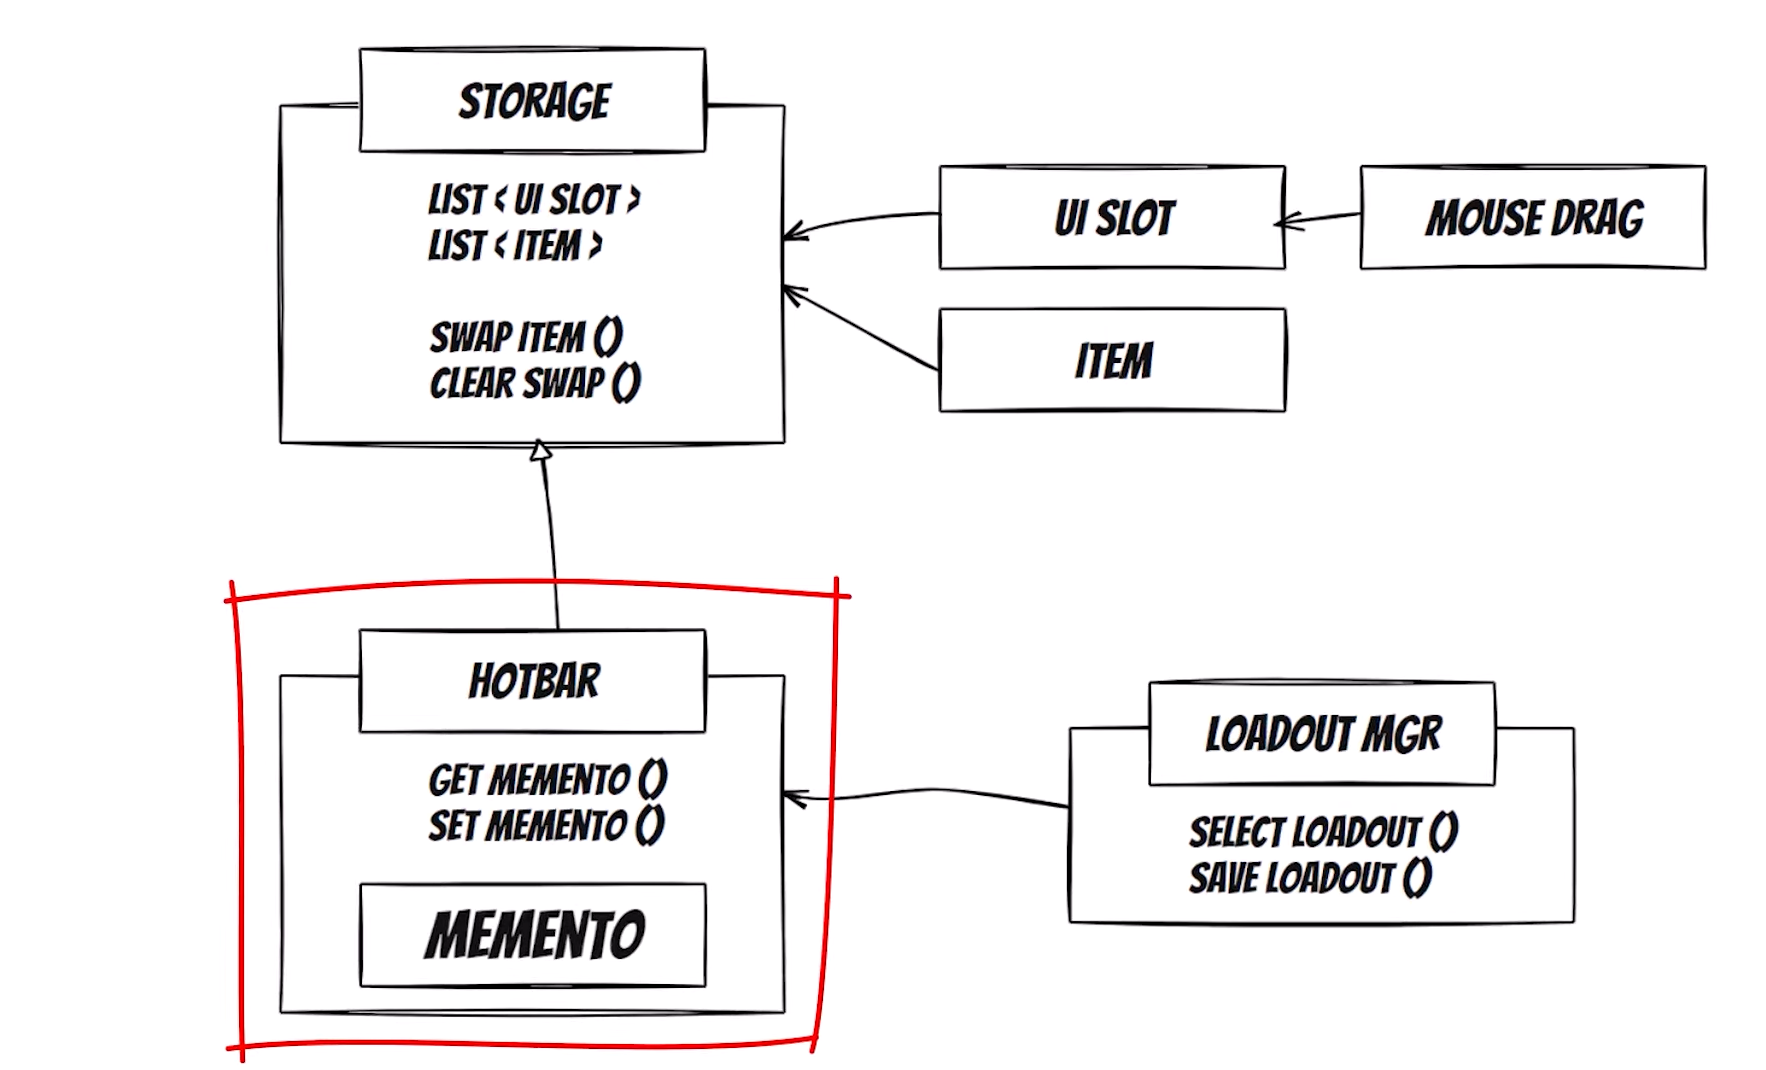 STORAGE
LIST < UI SLOT >
LIST < ITEM >
SWAP ITEM ()
CLEAR SWAP ()
UI SLOT
MOUSE DRAG
ITEM
HOTBAR
GET MEMENTO ()
SET MEMENTO ()
MEMENTO
LOADOUT MGR
SELECT LOADOUT ()
SAVE LOADOUT ()